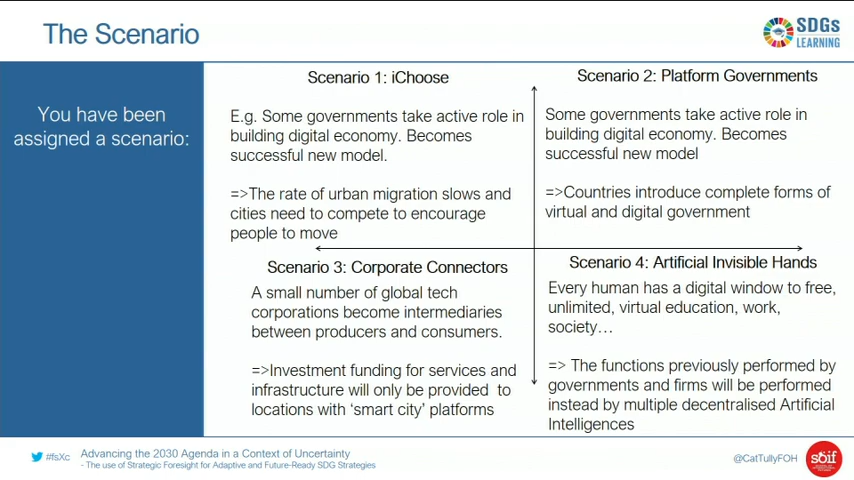 The Scenario
SDGs
LEARNING
You have been
assigned a scenario:
Scenario 1: iChoose
E.g. Some governments take active role in
building digital economy. Becomes
successful new model.
=>The rate of urban migration slows and
cities need to compete to encourage
people to move
Scenario 2: Platform Governments
Some governments take active role in
building digital economy. Becomes
successful new model
=>Countries introduce complete forms of
virtual and digital government
Scenario 3: Corporate Connectors
A small number of global tech
corporations become intermediaries
between producers and consumers.
=>Investment funding for services and
infrastructure will only be provided to
locations with ‘smart city’ platforms
Scenario 4: Artificial Invisible Hands
Every human has a digital window to free,
unlimited, virtual education, work,
society…
=> The functions previously performed by
governments and firms will be performed
instead by multiple decentralised Artificial
Intelligences
#fsXc
Advancing the 2030 Agenda in a Context of Uncertainty
- The use of Strategic Foresight for Adaptive and Future-Ready SDG Strategies
@CatTullyFOH
soif